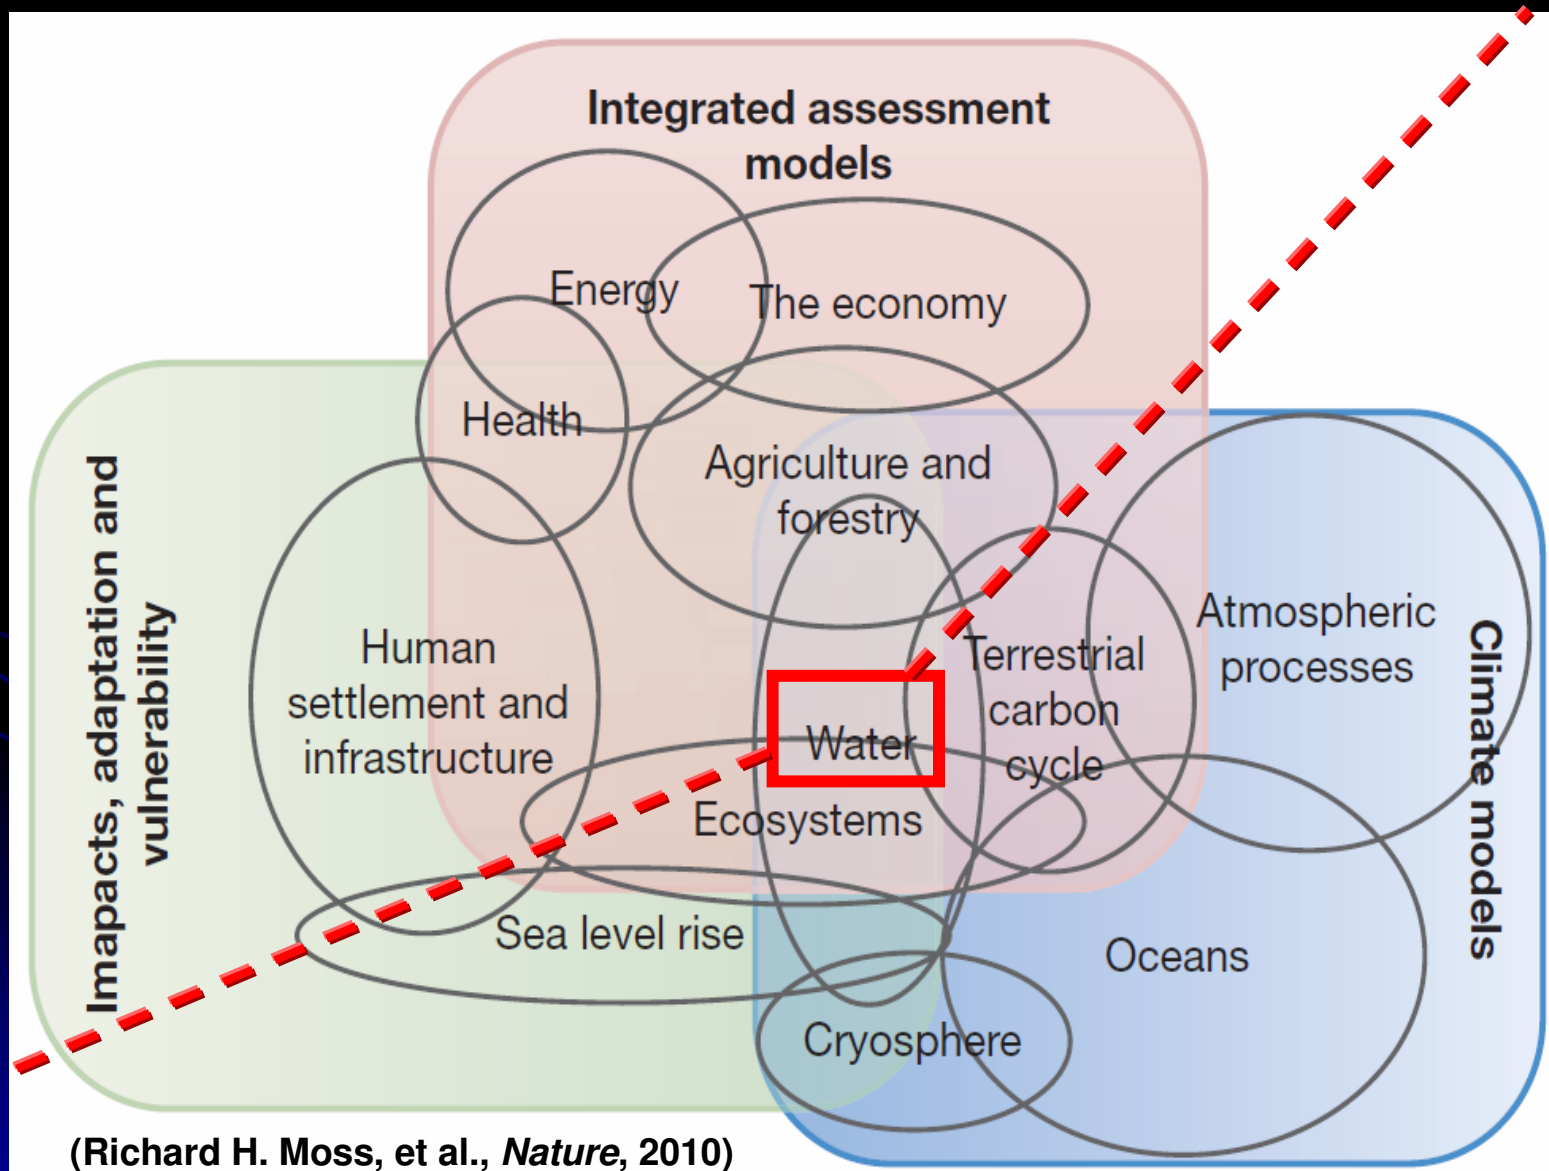 Integrated assessment
models
Energy
The economy
Health
Agriculture and
forestry
Imapacts, adaptation and
vulnerability
Human
settlement and
infrastructure
Water
Terrestrial
carbon
cycle
Atmospheric
processes
Climate models
Ecosystems
Sea level rise
Oceans
Cryosphere
(Richard H. Moss, et al., Nature, 2010)